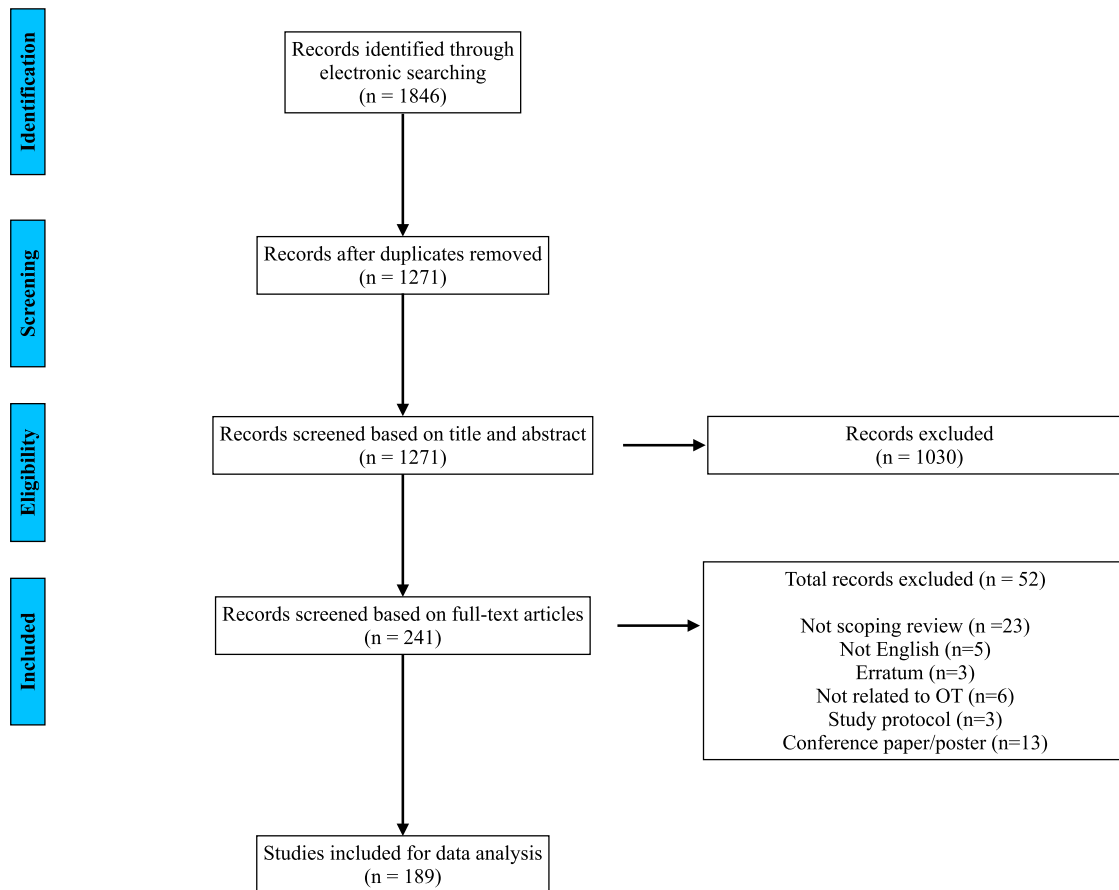 Identification
Records identified through
electronic searching
(n = 1846)
Screening
Records after duplicates removed
(n = 1271)
Eligibility
Records screened based on title and abstract
(n = 1271)
Records excluded
(n = 1030)
Included
Records screened based on full-text articles
(n = 241)
Total records excluded (n = 52)
Not scoping review (n =23)
Not English (n=5)
Erratum (n=3)
Not related to OT (n=6)
Study protocol (n=3)
Conference paper/poster (n=13)
Studies included for data analysis
(n = 189)